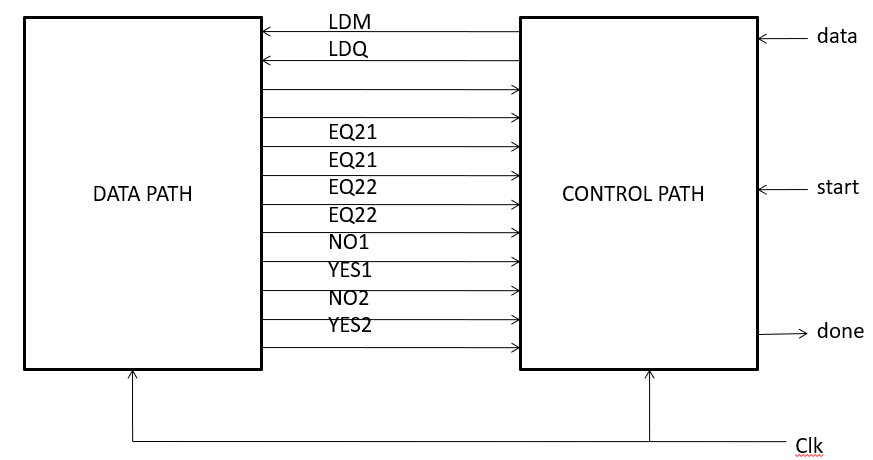 LDM
data
LDQ
EQ21
EQ21
DATA PATH
EQ22
CONTROL PATH
start
EQ22
NO1
YES1
NO2
YES2
done
Clk